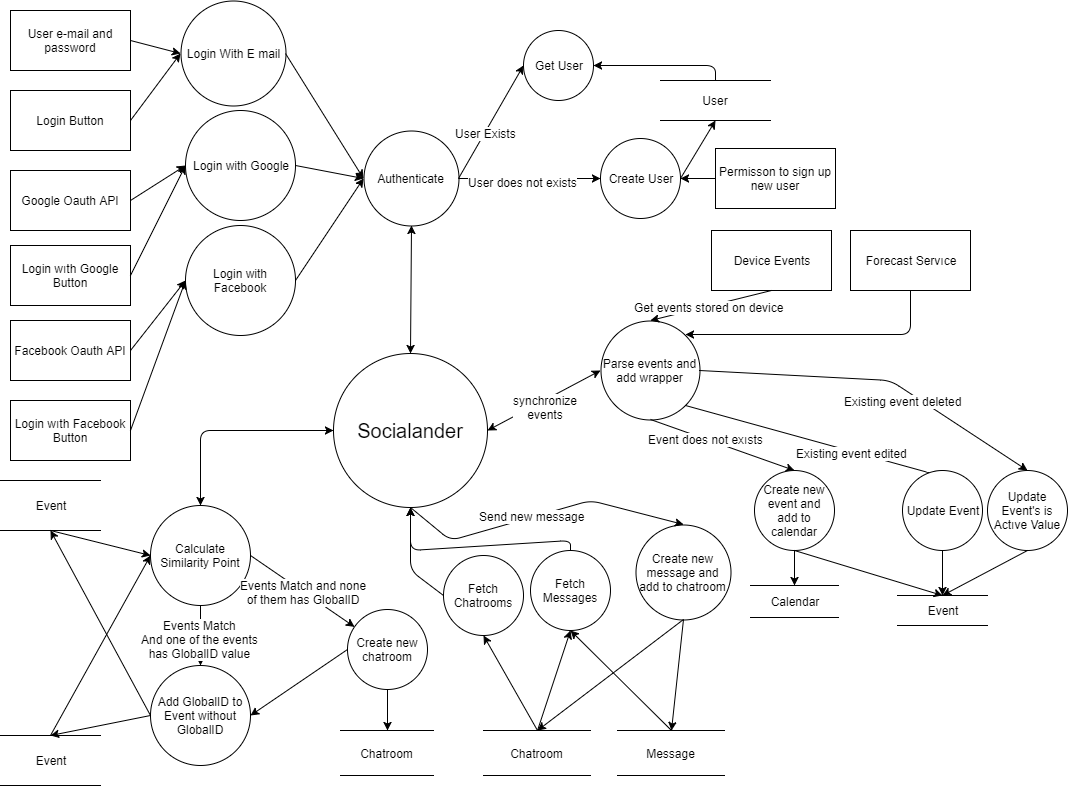 User e-mail and
password
Login With E mail
Login Button
Get User
User
User Exists
Login with Google
Authenticate
User does not exists
Create User
Permisson to sign up
new user
Google Oauth API
Login with Google
Button
Login with
Facebook
Device Events
Forecast Service
Get events stored on device
Facebook Oauth API
Parse events and
add wrapper
Login with Facebook
Button
Socialander
synchronize
events
Existing event deleted
Event does not exists
Existing event edited
Event
Calculate
Similarity Point
Send new message
Create new
event and
add to
calendar
Update Event
Update
Event's is
Active Value
Events Match and none
of them has GlobalID
Fetch
Chatrooms
Fetch
Messages
Create new
message and
add to chatroom
Calendar
Event
Events Match
And one of the events
has GlobalID value
Create new
chatroom
Add GlobalID to
Event without
GlobalID
Event
Chatroom
Chatroom
Message